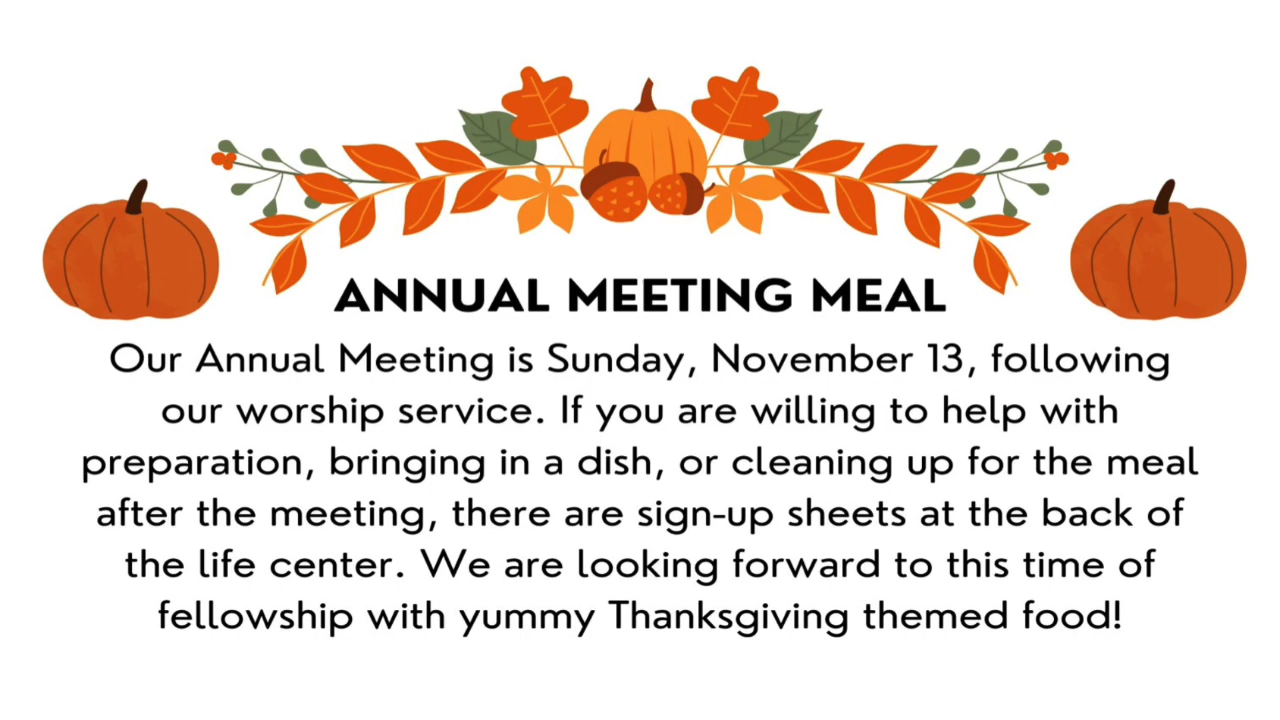 ANNUAL MEETING MEAL
Our Annual Meeting is Sunday, November 13, following
our worship service. If you are willing to help with
preparation, bringing in a dish, or cleaning up for the meal
after the meeting, there are sign-up sheets at the back of
the life center. We are looking forward to this time of
fellowship with yummy Thanksgiving themed food!